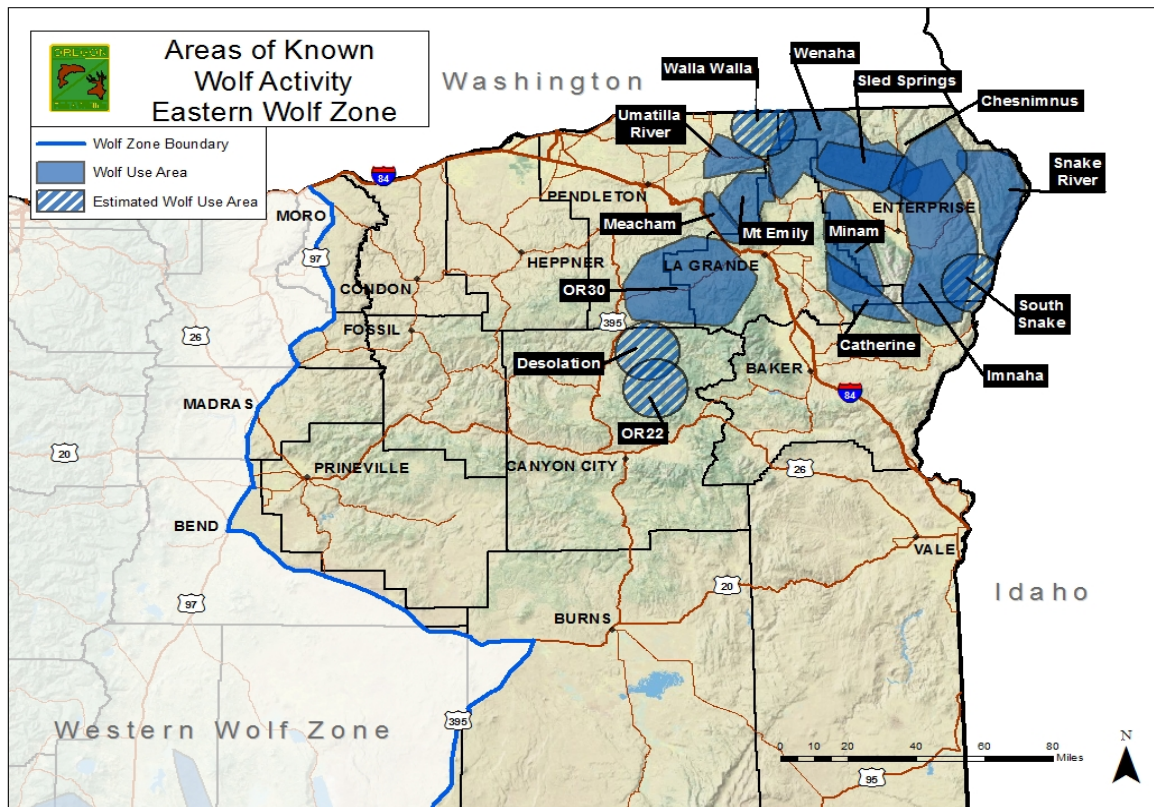 OREGON
Areas of Known
Wolf Activity
Eastern Wolf Zone
Wolf Zone Boundary
Wolf Use Area
Estimated Wolf Use Area
Washington
Walla Walla
Wenaha
Sled Springs
Chesnimnus
Umatilla
River
Snake
River
84
PENDLETON
ENTERPRISE
MORO
Meacham
Mt Emily
Minam
97
HEPPNER
LA GRANDE
CONDON
OR30
South
Snake
395
FOSSIL
26
Desolation
Catherine
BAKER
Imnaha
84
MADRAS
OR22
20
PRINEVILLE
CANYON CITY
26
BEND
VALE
97
20
Idaho
BURNS
Western Wolf Zone
395
N
0 10 20 40 60 80
Miles
95